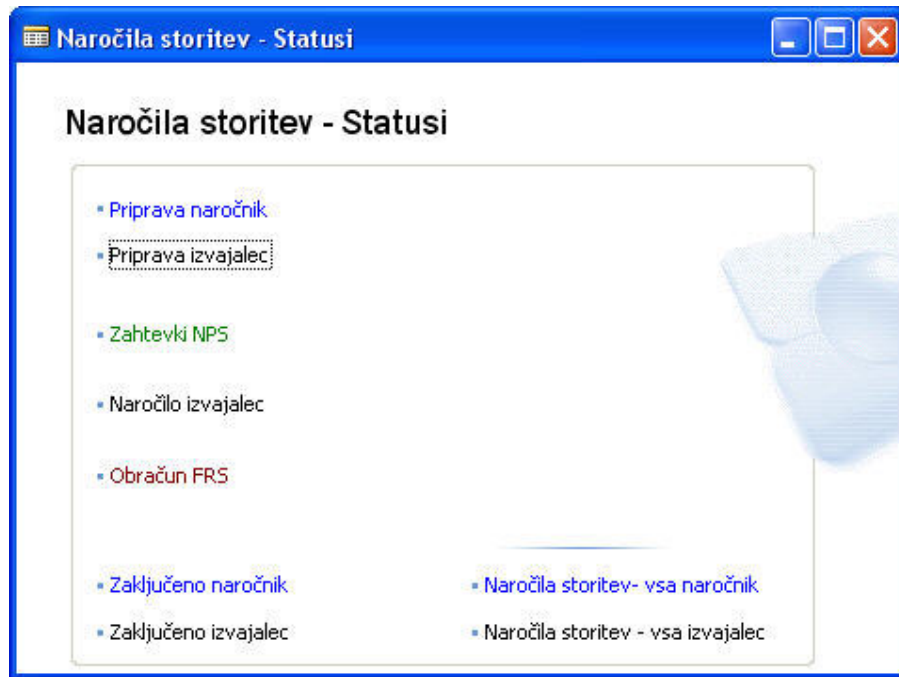 Naročila storitev - Statusi
Naročila storitev - Statusi
Priprava naročnik
Priprava izvajalec
Zahtevki NPS
Naročilo izvajalec
Obračun FRS
Zaključeno naročnik
Naročila storitev- vsa naročnik
Zaključeno izvajalec
Naročila storitev - vsa izvajalec